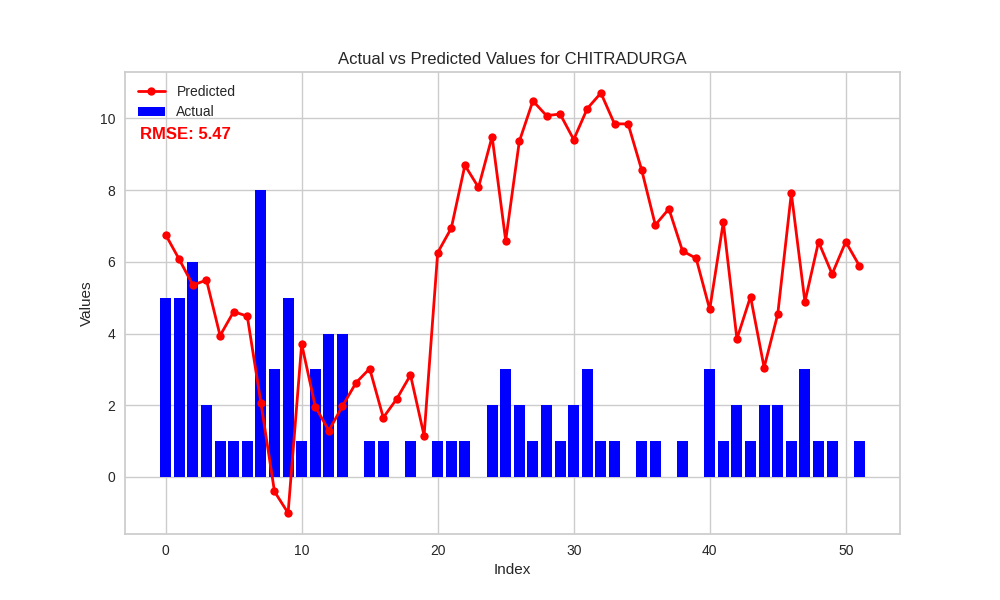 Actual vs Predicted Values for CHITRADURGA
Predicted
Actual
RMSE: 5.47
Values
10
8
6
4
2
0
0 10 20 30 40 50
Index